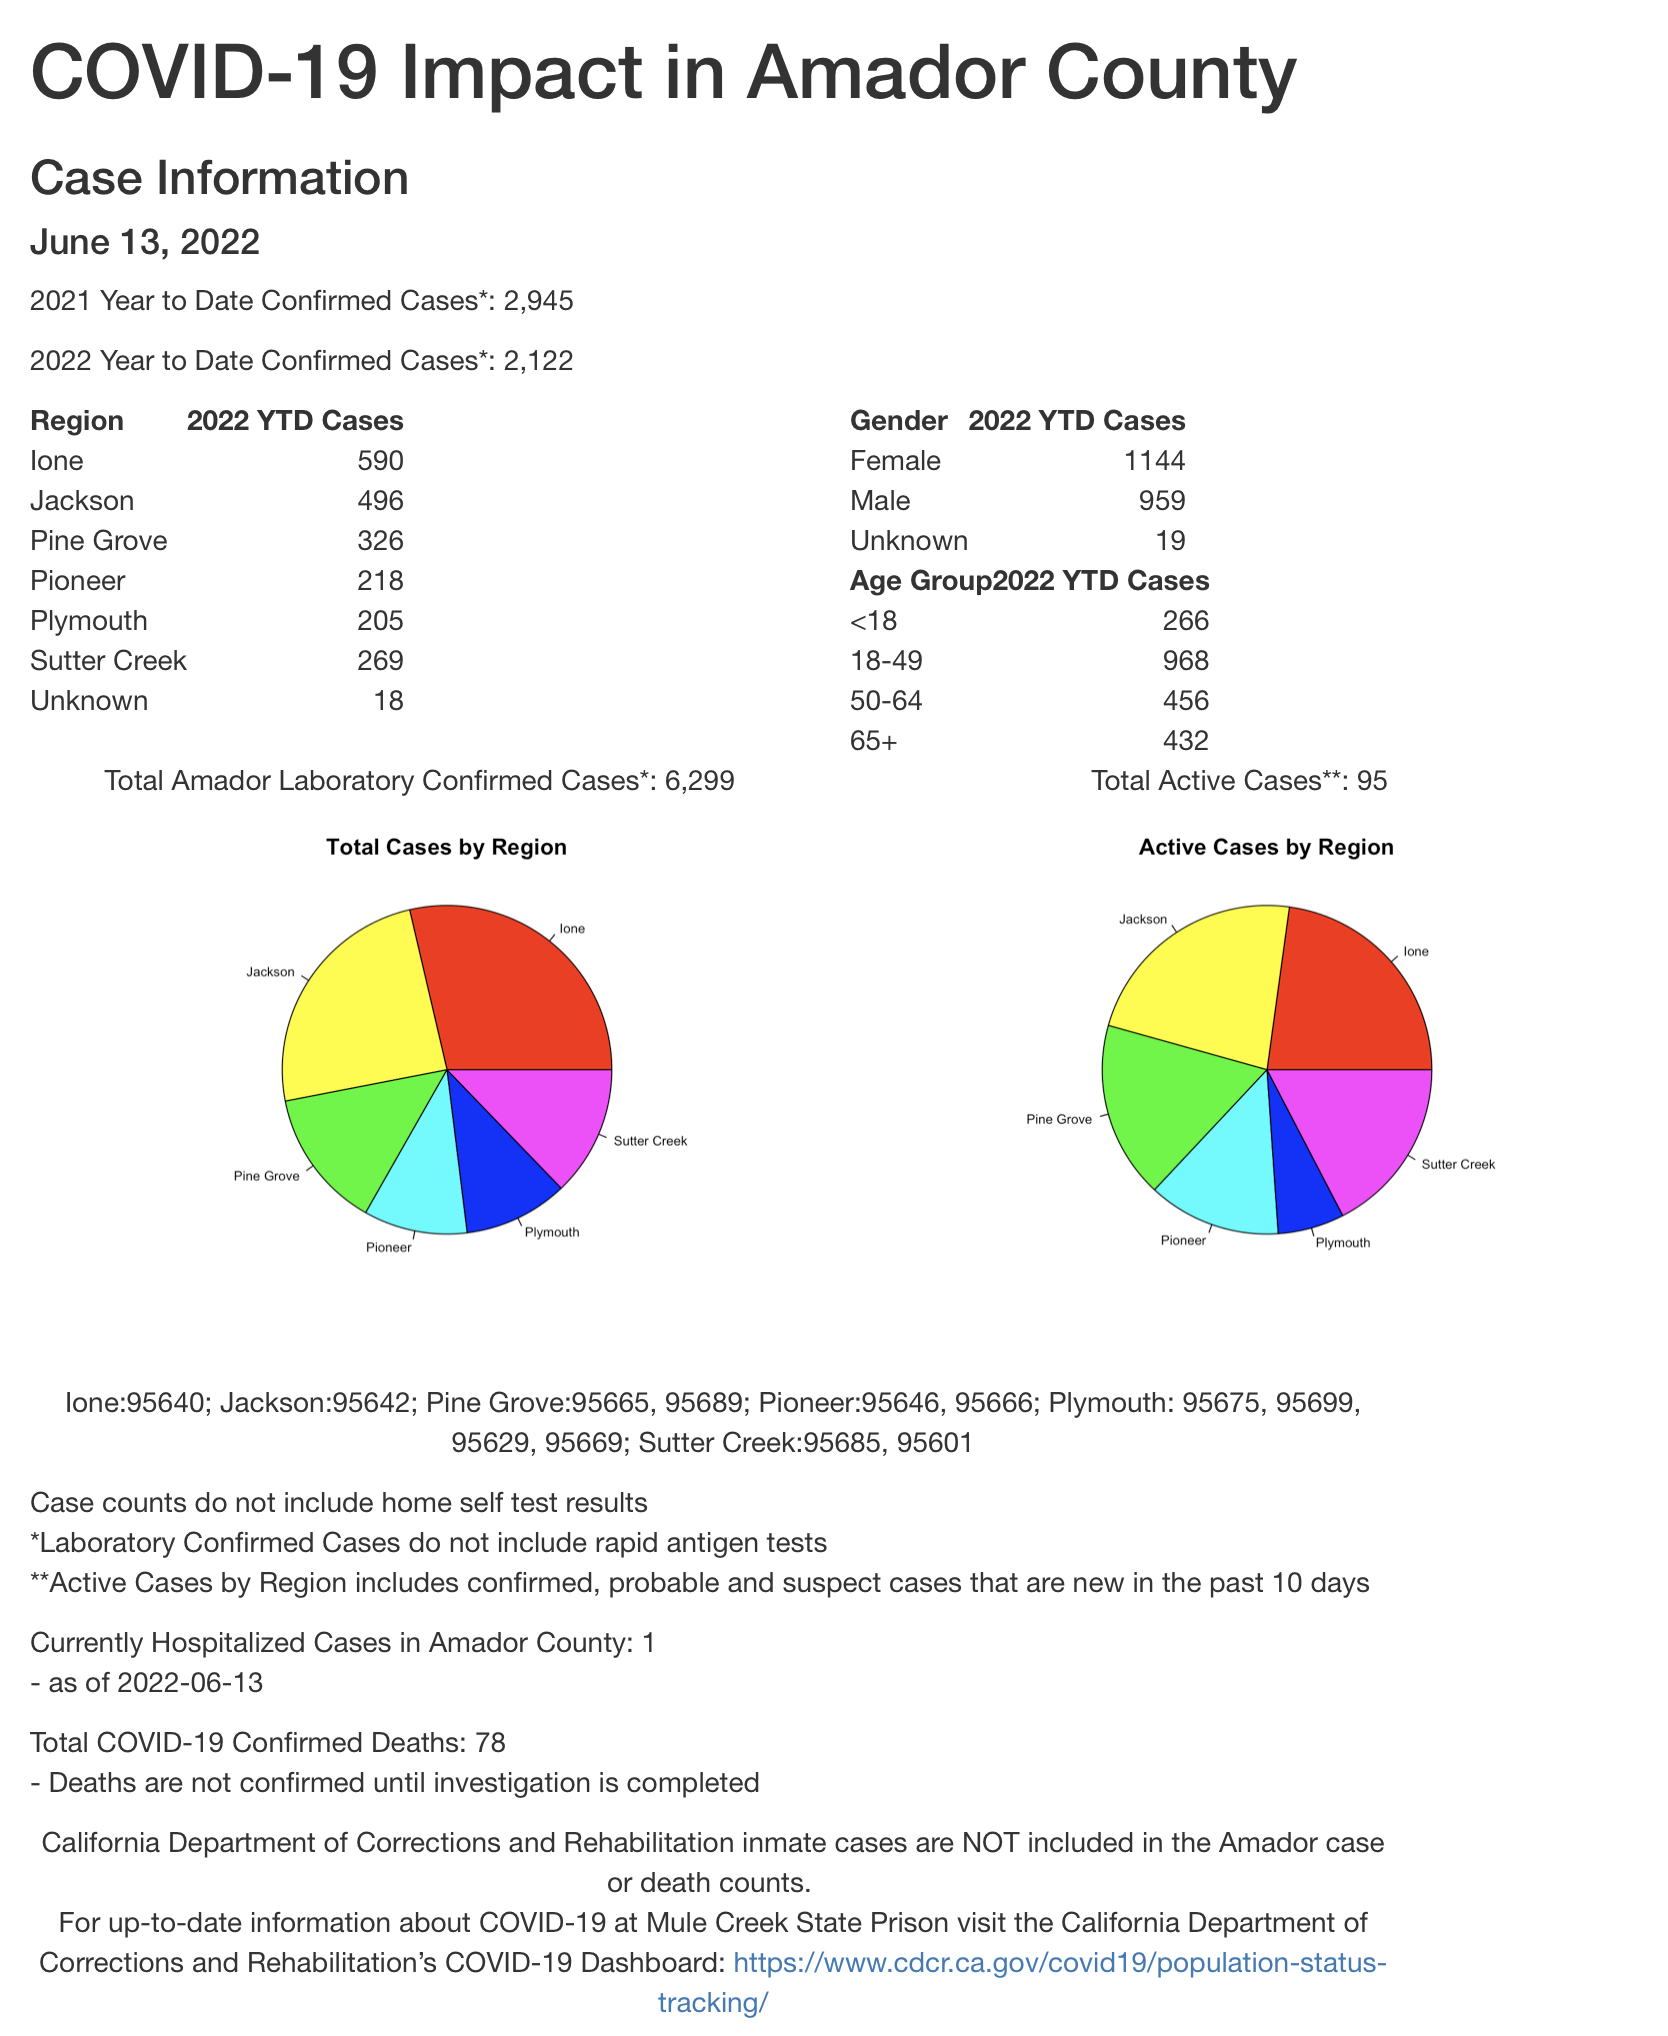 COVID-19 Impact in Amador County
Case Information
June 13, 2022
2021 Year to Date Confirmed Cases*: 2,945
2022 Year to Date Confirmed Cases*: 2,122
Region 2022 YTD Cases
Ione 590
Jackson 496
Pine Grove 326
Pioneer 218
Plymouth 205
Sutter Creek 269
Unknown 18
Gender 2022 YTD Cases
Female 1144
Male 959
Unknown 19
Age Group2022 YTD Cases
<18 266
18-49 968
50-64 456
65+ 432
Total Amador Laboratory Confirmed Cases*: 6,299
Total Active Cases**: 95
Total Cases by Region
Ione
Jackson
Pine Grove
Pioneer
Plymouth
Sutter Creek
Active Cases by Region
Jackson
Ione
Pine Grove
Pioneer
Plymouth
Sutter Creek
Ione:95640; Jackson:95642; Pine Grove:95665, 95689; Pioneer:95646, 95666; Plymouth: 95675, 95699,
95629, 95669; Sutter Creek:95685, 95601
Case counts do not include home self test results
*Laboratory Confirmed Cases do not include rapid antigen tests
**Active Cases by Region includes confirmed, probable and suspect cases that are new in the past 10 days
Currently Hospitalized Cases in Amador County: 1
- as of 2022-06-13
Total COVID-19 Confirmed Deaths: 78
- Deaths are not confirmed until investigation is completed
California Department of Corrections and Rehabilitation inmate cases are NOT included in the Amador case
or death counts.
For up-to-date information about COVID-19 at Mule Creek State Prison visit the California Department of
Corrections and Rehabilitation’s COVID-19 Dashboard: https://www.cdcr.ca.gov/covid19/population-status-
tracking/